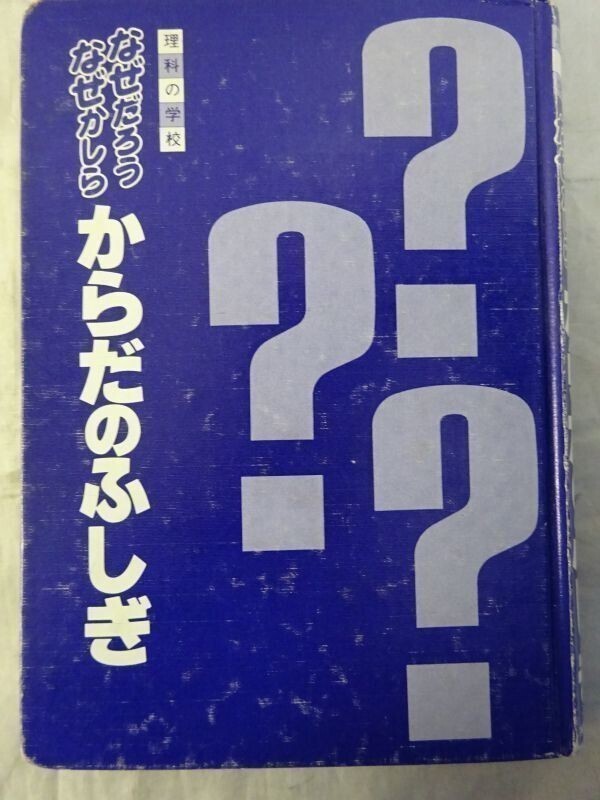 理科の学校
なぜだろう
なぜかしら
からだのふしぎ
? ? ?